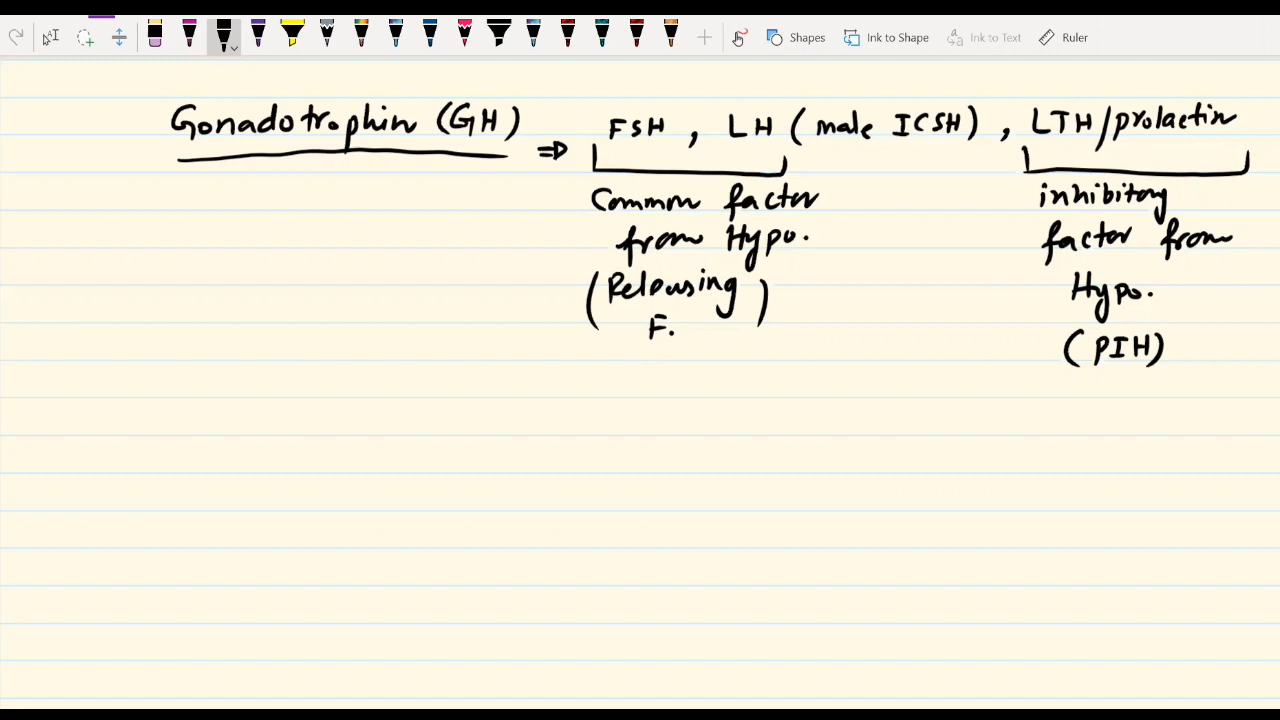 Shapes Ink to Shape Ink to Text Ruler
Gonadotrophin (GH) ⇒ FSH , LH ( male ICSH) , LTH/prolactin
Common factor
from Hypo.
(Releasing
F. )
inhibitory
factor from
Hypo.
(PIH)